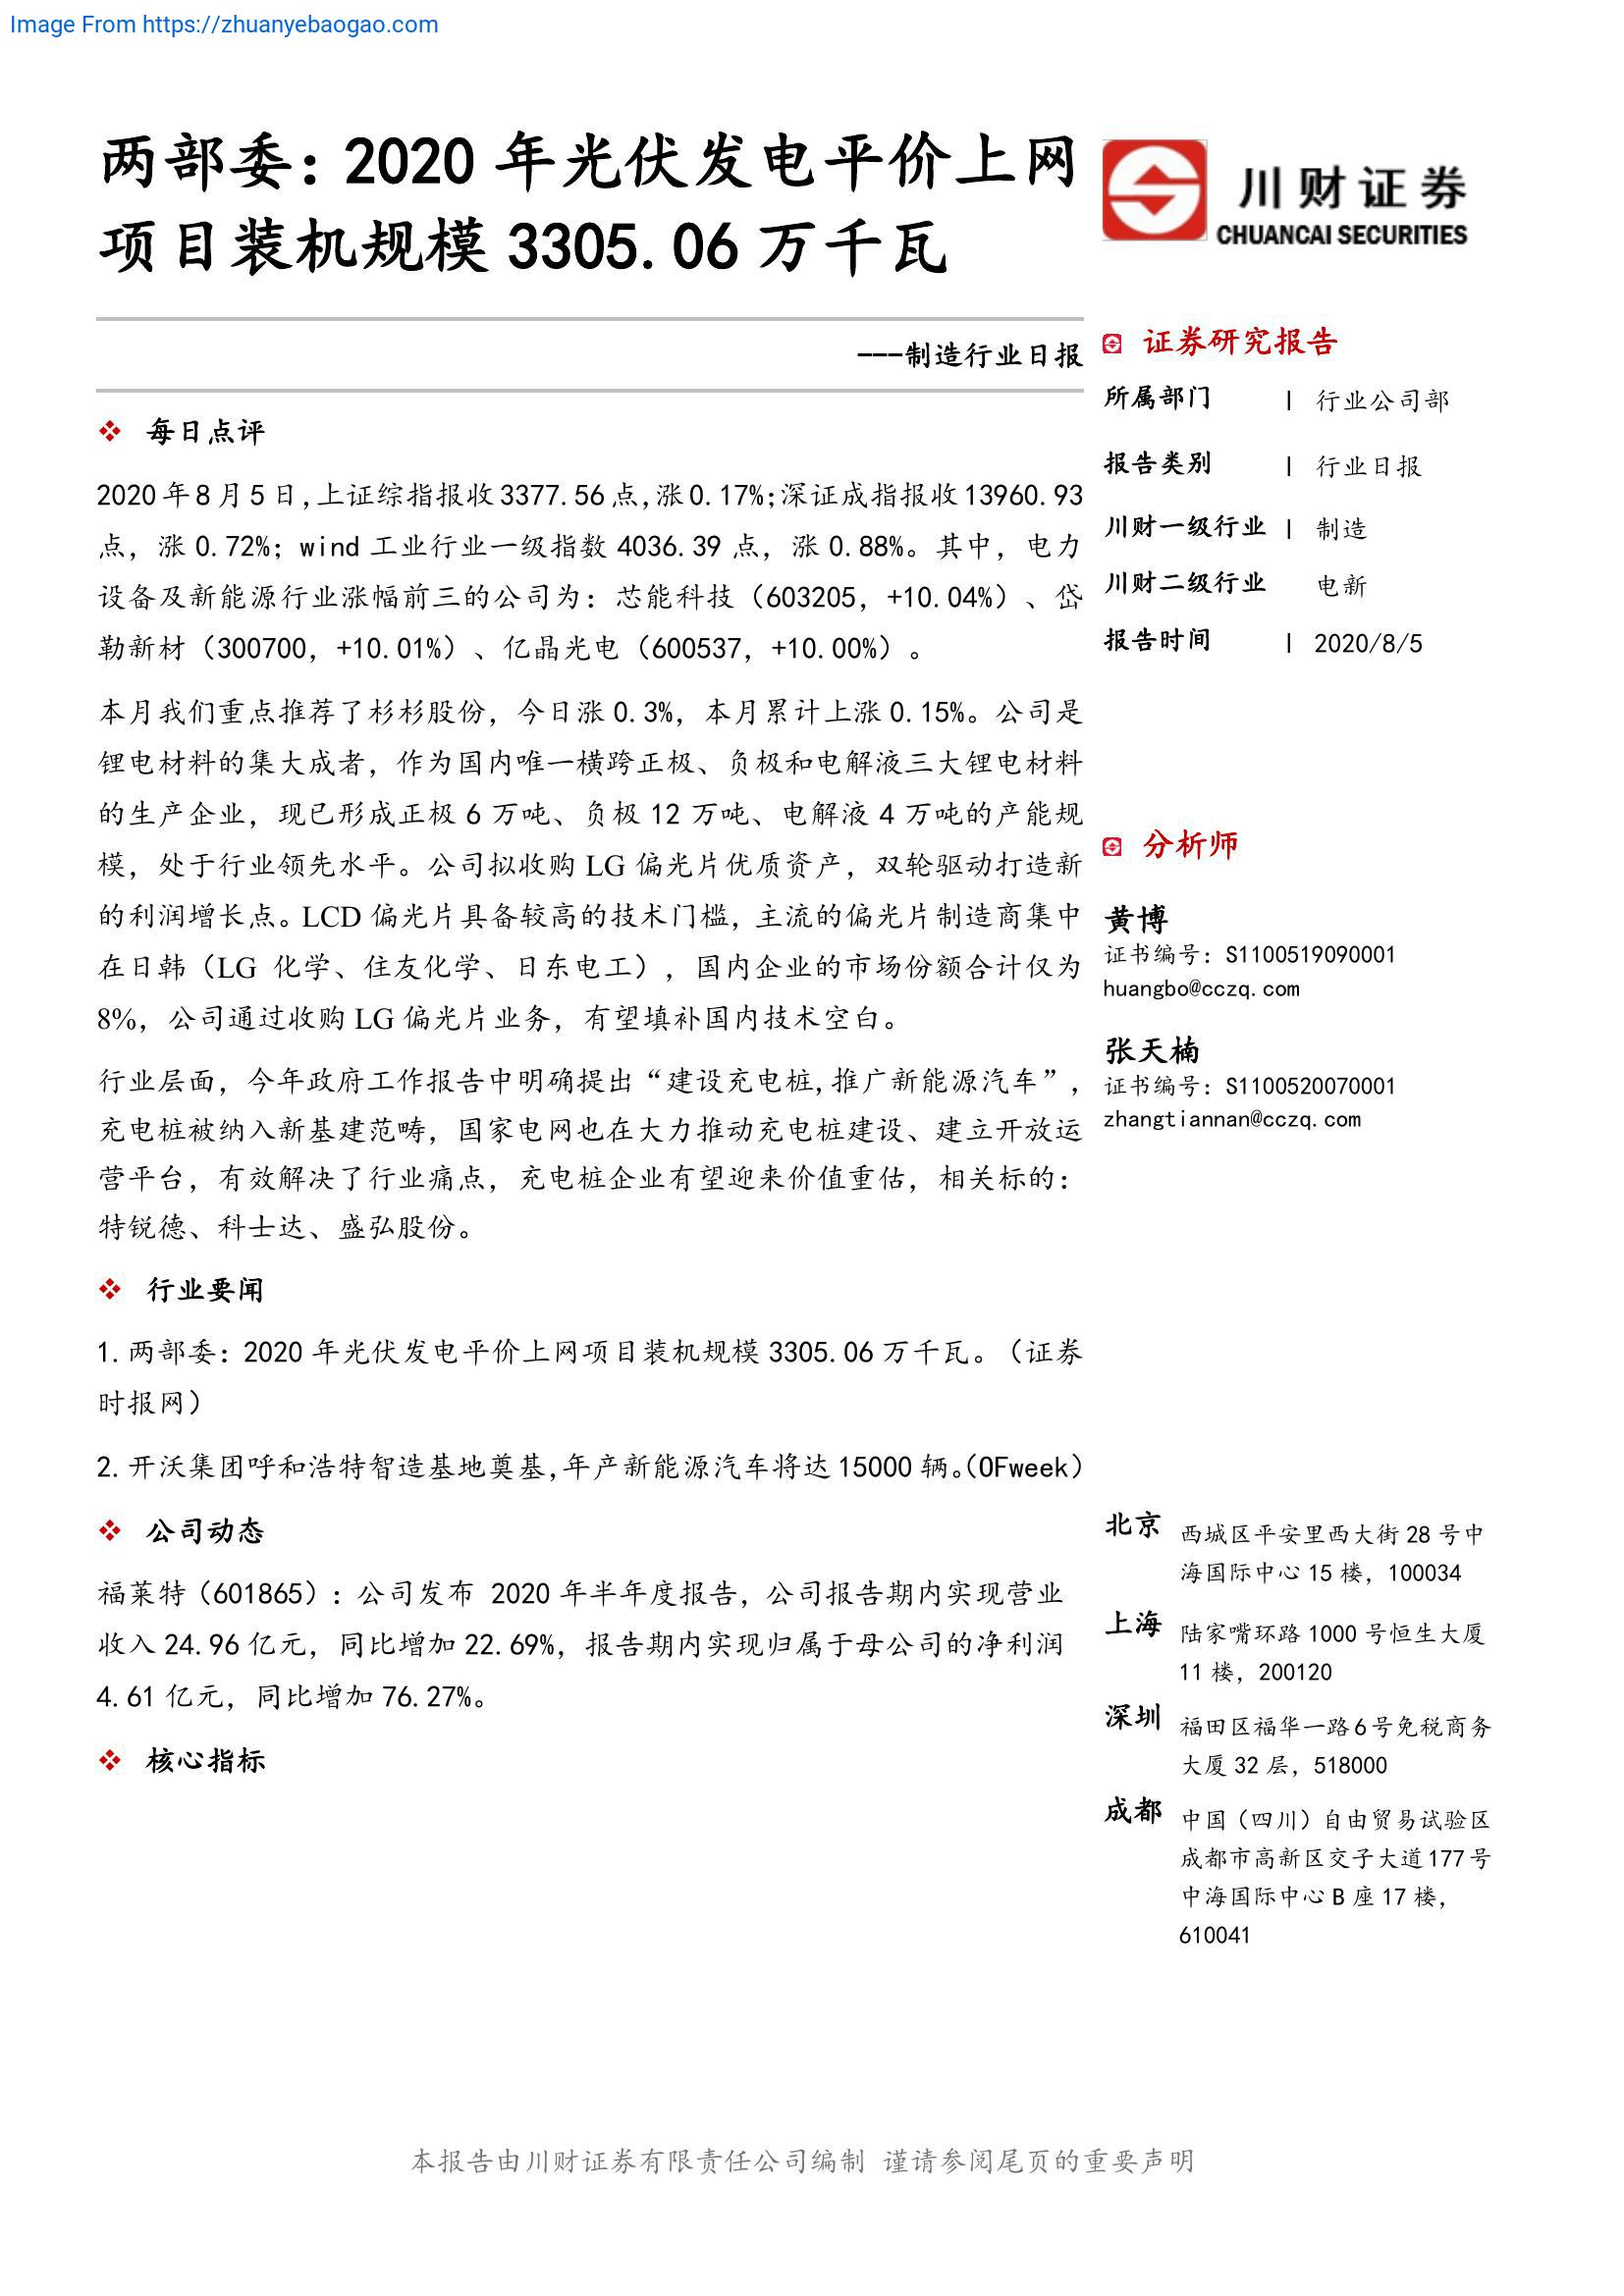 Image From https://zhuanyebaogao.com
两部委：2020 年光伏发电平价上网
项目装机规模 3305.06 万千瓦
川财证券
CHUANCAI SECURITIES
---制造行业日报
❖ 每日点评
2020 年 8 月 5 日,上证综指报收 3377.56 点,涨 0.17%;深证成指报收 13960.93
点，涨 0.72%；wind 工业行业一级指数 4036.39 点，涨 0.88%。其中，电力
设备及新能源行业涨幅前三的公司为：芯能科技（603205，+10.04%）、岱
勒新材（300700，+10.01%）、亿晶光电（600537，+10.00%）。
本月我们重点推荐了杉杉股份，今日涨 0.3%，本月累计上涨 0.15%。公司是
锂电材料的集大成者，作为国内唯一横跨正极、负极和电解液三大锂电材料
的生产企业，现已形成正极 6 万吨、负极 12 万吨、电解液 4 万吨的产能规
模，处于行业领先水平。公司拟收购 LG 偏光片优质资产，双轮驱动打造新
的利润增长点。LCD 偏光片具备较高的技术门槛，主流的偏光片制造商集中
在日韩（LG 化学、住友化学、日东电工），国内企业的市场份额合计仅为
8%，公司通过收购 LG 偏光片业务，有望填补国内技术空白。
行业层面，今年政府工作报告中明确提出“建设充电桩,推广新能源汽车”，
充电桩被纳入新基建范畴，国家电网也在大力推动充电桩建设、建立开放运
营平台，有效解决了行业痛点，充电桩企业有望迎来价值重估，相关标的：
特锐德、科士达、盛弘股份。
❖ 行业要闻
1.两部委：2020 年光伏发电平价上网项目装机规模 3305.06 万千瓦。（证券
时报网）
2.开沃集团呼和浩特智造基地奠基,年产新能源汽车将达 15000 辆。（OFweek）
❖ 公司动态
福莱特（601865）：公司发布 2020 年半年度报告，公司报告期内实现营业
收入 24.96 亿元，同比增加 22.69%，报告期内实现归属于母公司的净利润
4.61 亿元，同比增加 76.27%。
❖ 核心指标
证券研究报告
所属部门 | 行业公司部
报告类别 | 行业日报
川财一级行业 | 制造
川财二级行业 电新
报告时间 | 2020/8/5
分析师
黄博
证书编号：S1100519090001
huangbo@cczq.com
张天楠
证书编号：S1100520070001
zhangtiannan@cczq.com
北京 西城区平安里西大街 28 号中
海国际中心 15 楼，100034
上海 陆家嘴环路 1000 号恒生大厦
11 楼，200120
深圳 福田区福华一路 6 号免税商务
大厦 32 层，518000
成都 中国（四川）自由贸易试验区
成都市高新区交子大道 177 号
中海国际中心 B 座 17 楼，
610041
本报告由川财证券有限责任公司编制 谨请参阅尾页的重要声明